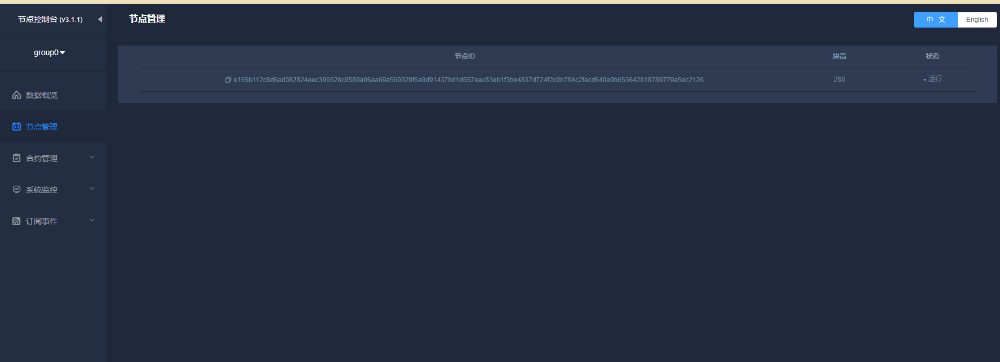 节点控制台 (v3.1.1)
group0
数据概览
节点管理
合约管理
系统监控
订阅事件
节点管理
中 文 English
节点ID 块高 状态
e165b112c8d6ad082824eec390528c0589a06aa69a560029f6a0d91437bd1d657eac83eb1f3be4837d724f2c0b784c2facd640a0b653642818789779a5ec2126 260 运行